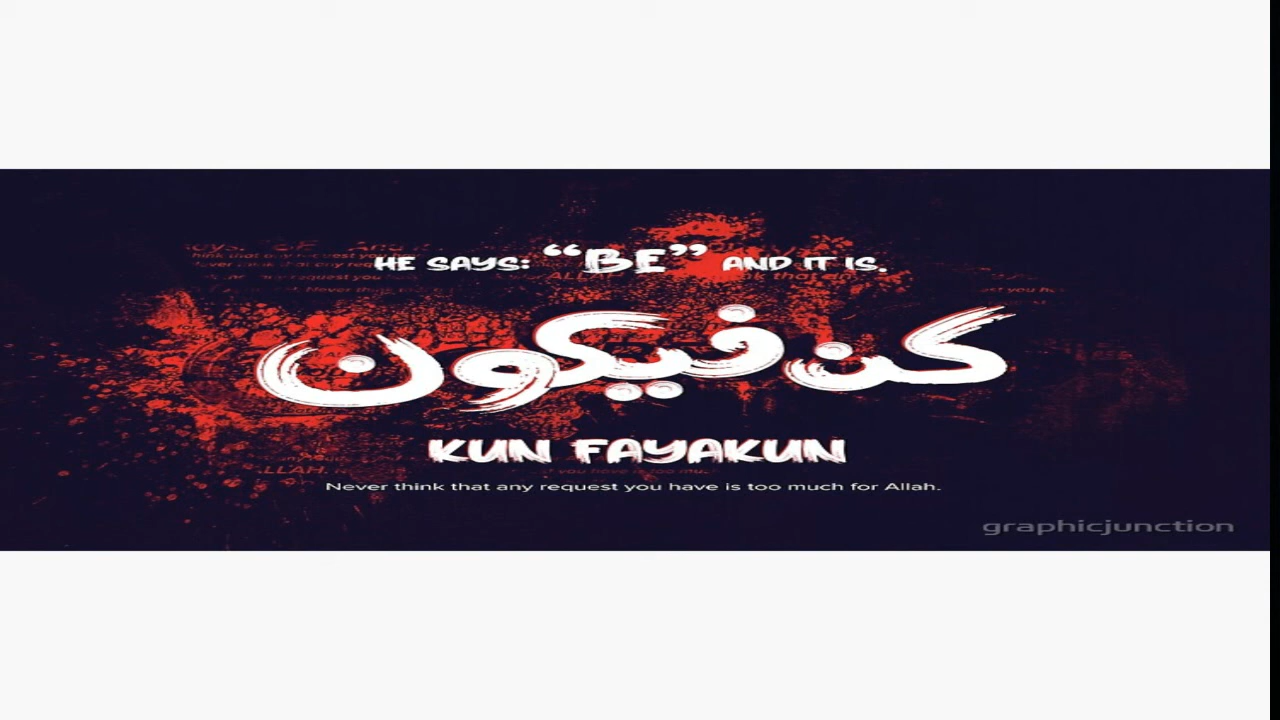 HE SAYS: “BE” AND IT IS.
كن فيكون
KUN FAYAKUN
Never think that any request you have is too much for Allah.
graphicjunction